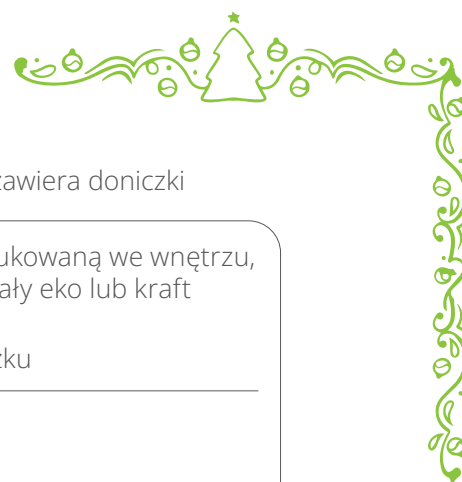 zawiera doniczki
ukowaną we wnętrzu,
ały eko lub kraft
zku